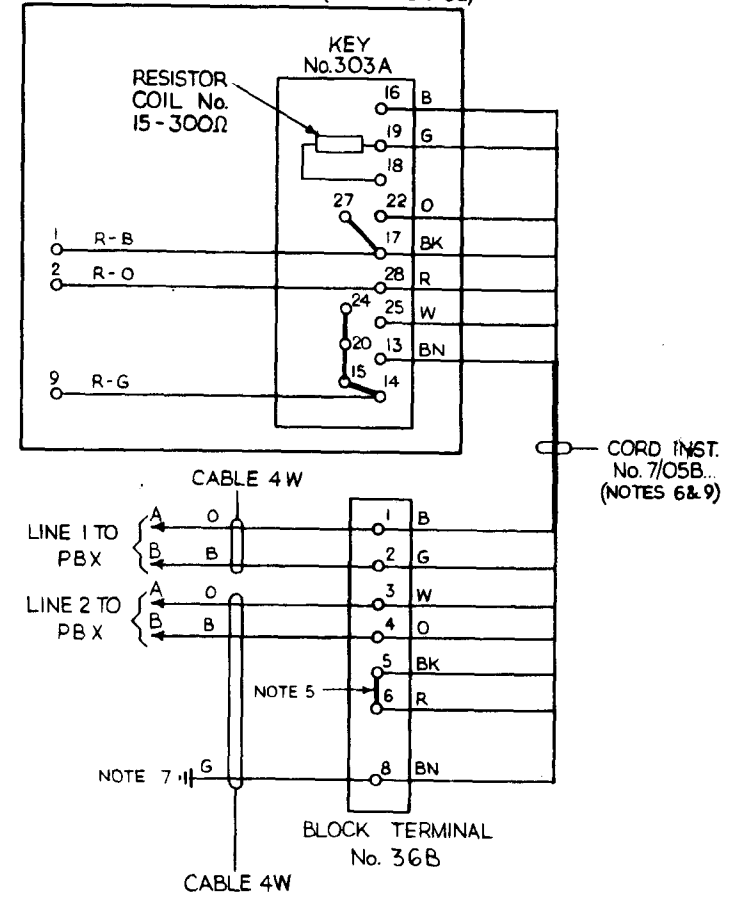 KEY
No.303A
RESISTOR
COIL No.
15-300Ω
16 B
19 G
18
27 22 O
1 R-B 17 BK
2 R-O 28 R
24 25 W
20 13 BN
15
9 R-G 14
CORD INST.
No. 7/05B...
(NOTES 6&9)
CABLE 4W
LINE 1 TO
PBX
A O 1 B
B B 2 G
LINE 2 TO
PBX
A O 3 W
B B 4 O
5 BK
NOTE 5
6 R
NOTE 7 G 8 BN
BLOCK TERMINAL
No. 36B
CABLE 4W